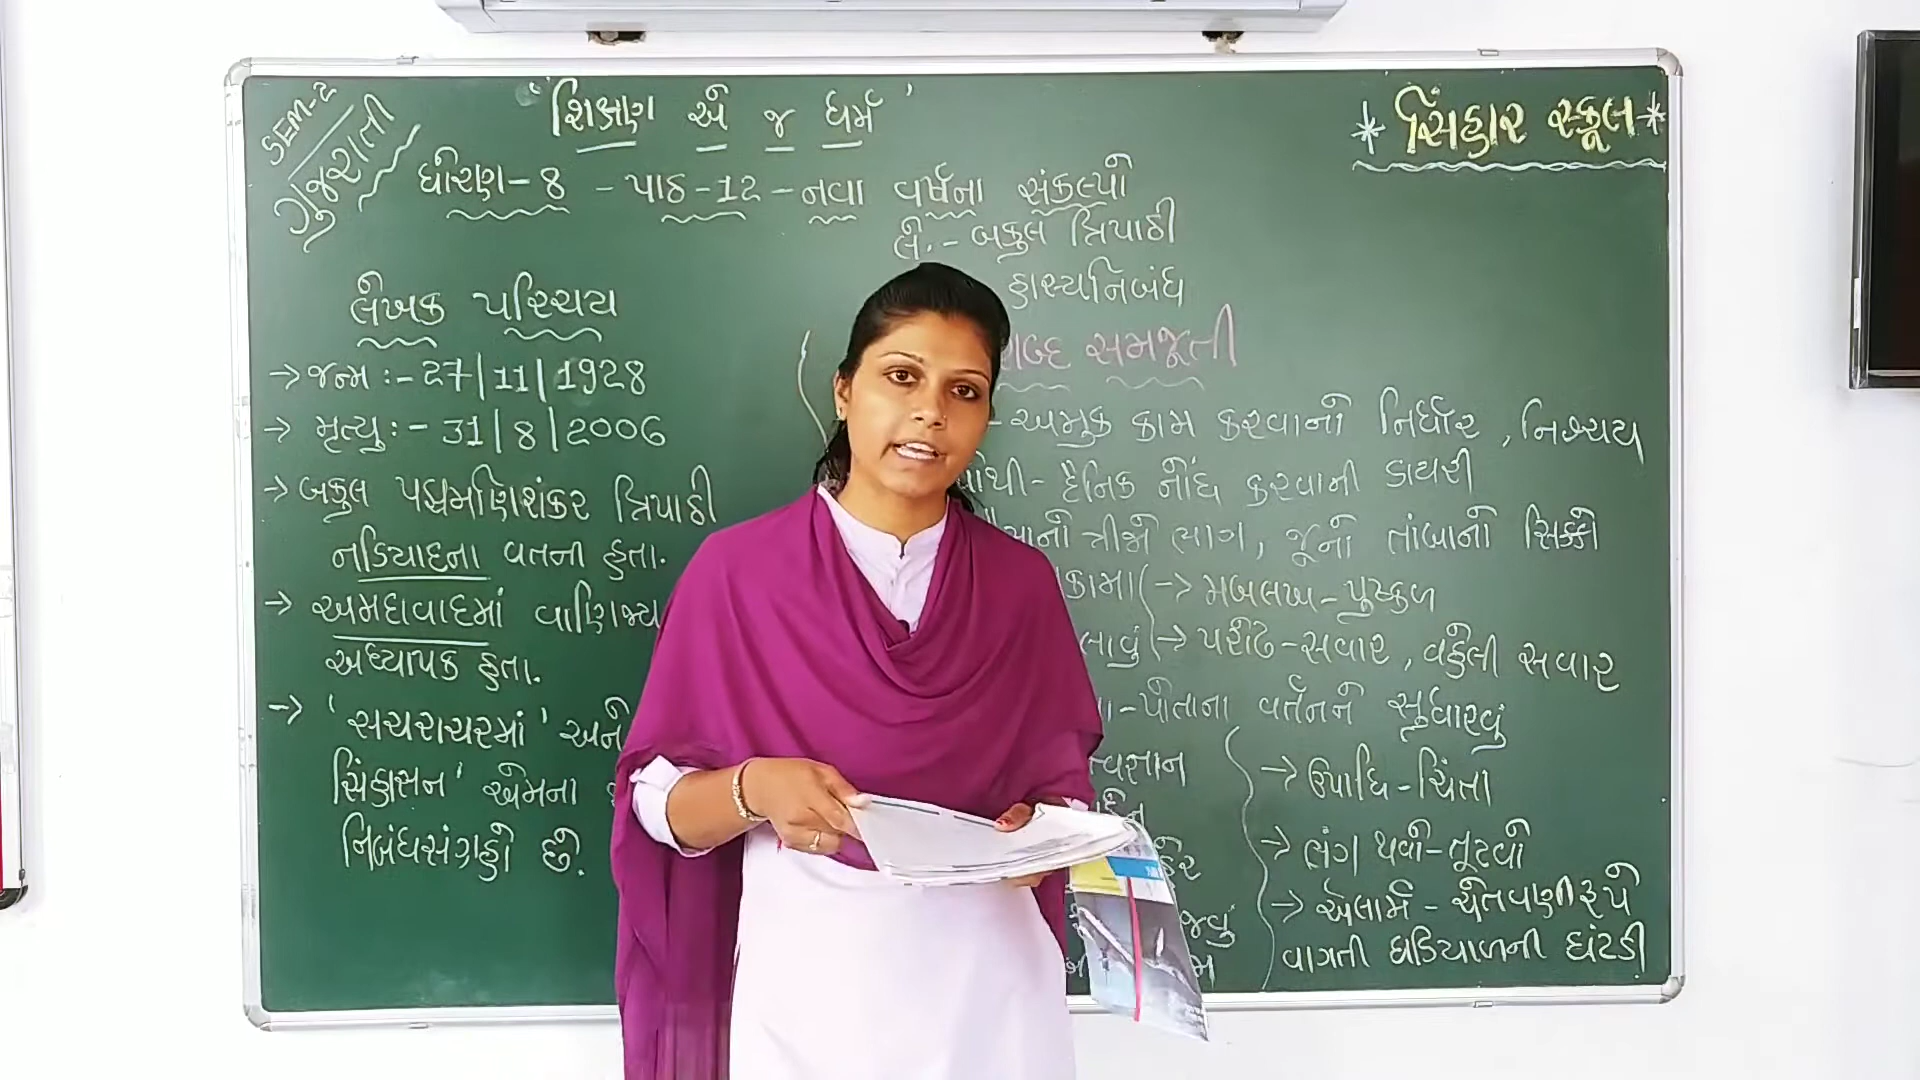 SEM-2
ગુજરાતી
'શિક્ષણ એ જ ધર્મ'
* સિંહાર સ્કૂલ *
ધોરણ-8 - પાઠ-12 - નવા વર્ષના સંકલ્પો
લે. - બકુલ ત્રિપાઠી
હાસ્યનિબંધ
લેખક પરિચય
→ જન્મ :- 27/11/1928
→ મૃત્યુ :- 31/8/2006
→ બકુલ પદ્મમણિશંકર ત્રિપાઠી
નડિયાદના વતની હતા.
→ અમદાવાદમાં વાણિજ્ય
અધ્યાપક હતા.
→ 'સચરાચરમાં' અને
સિંહાસન' એમના
નિબંધસંગ્રહો છે.
સમજૂતી
- અમુક કામ કરવાનો નિર્ધાર, નિશ્ચય
- દૈનિક નોંધ કરવાની ડાયરી
ત્રીજો ભાગ, જૂનો તાંબાનો સિક્કો
→ મબલખ - પુષ્કળ
→ પરોઢ - સવાર, વહેલી સવાર
- પોતાના વર્તનને સુધારવું
→ ઉપાધિ - ચિંતા
→ ભંગ થવો - તૂટવો
→ એલાર્મ - ચેતવણીરૂપે
વાગતી ઘડિયાળની ઘંટડી